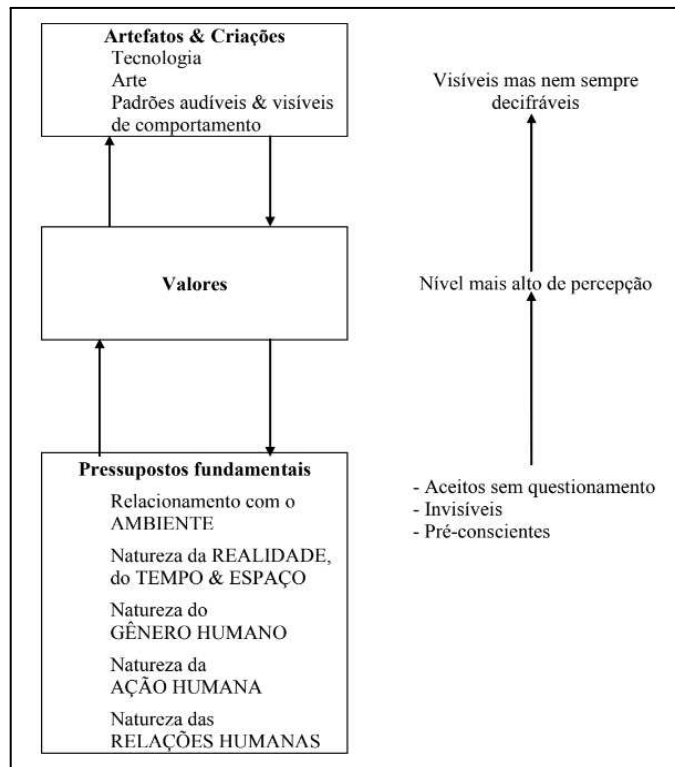 Artefatos & Criações
Tecnologia
Arte
Padrões audíveis & visíveis
de comportamento
Visíveis mas nem sempre
decifráveis
Valores
Nível mais alto de percepção
Pressupostos fundamentais
Relacionamento com o
AMBIENTE
Natureza da REALIDADE,
do TEMPO & ESPAÇO
Natureza do
GÊNERO HUMANO
Natureza da
AÇÃO HUMANA
Natureza das
RELAÇÕES HUMANAS
- Aceitos sem questionamento
- Invisíveis
- Pré-conscientes